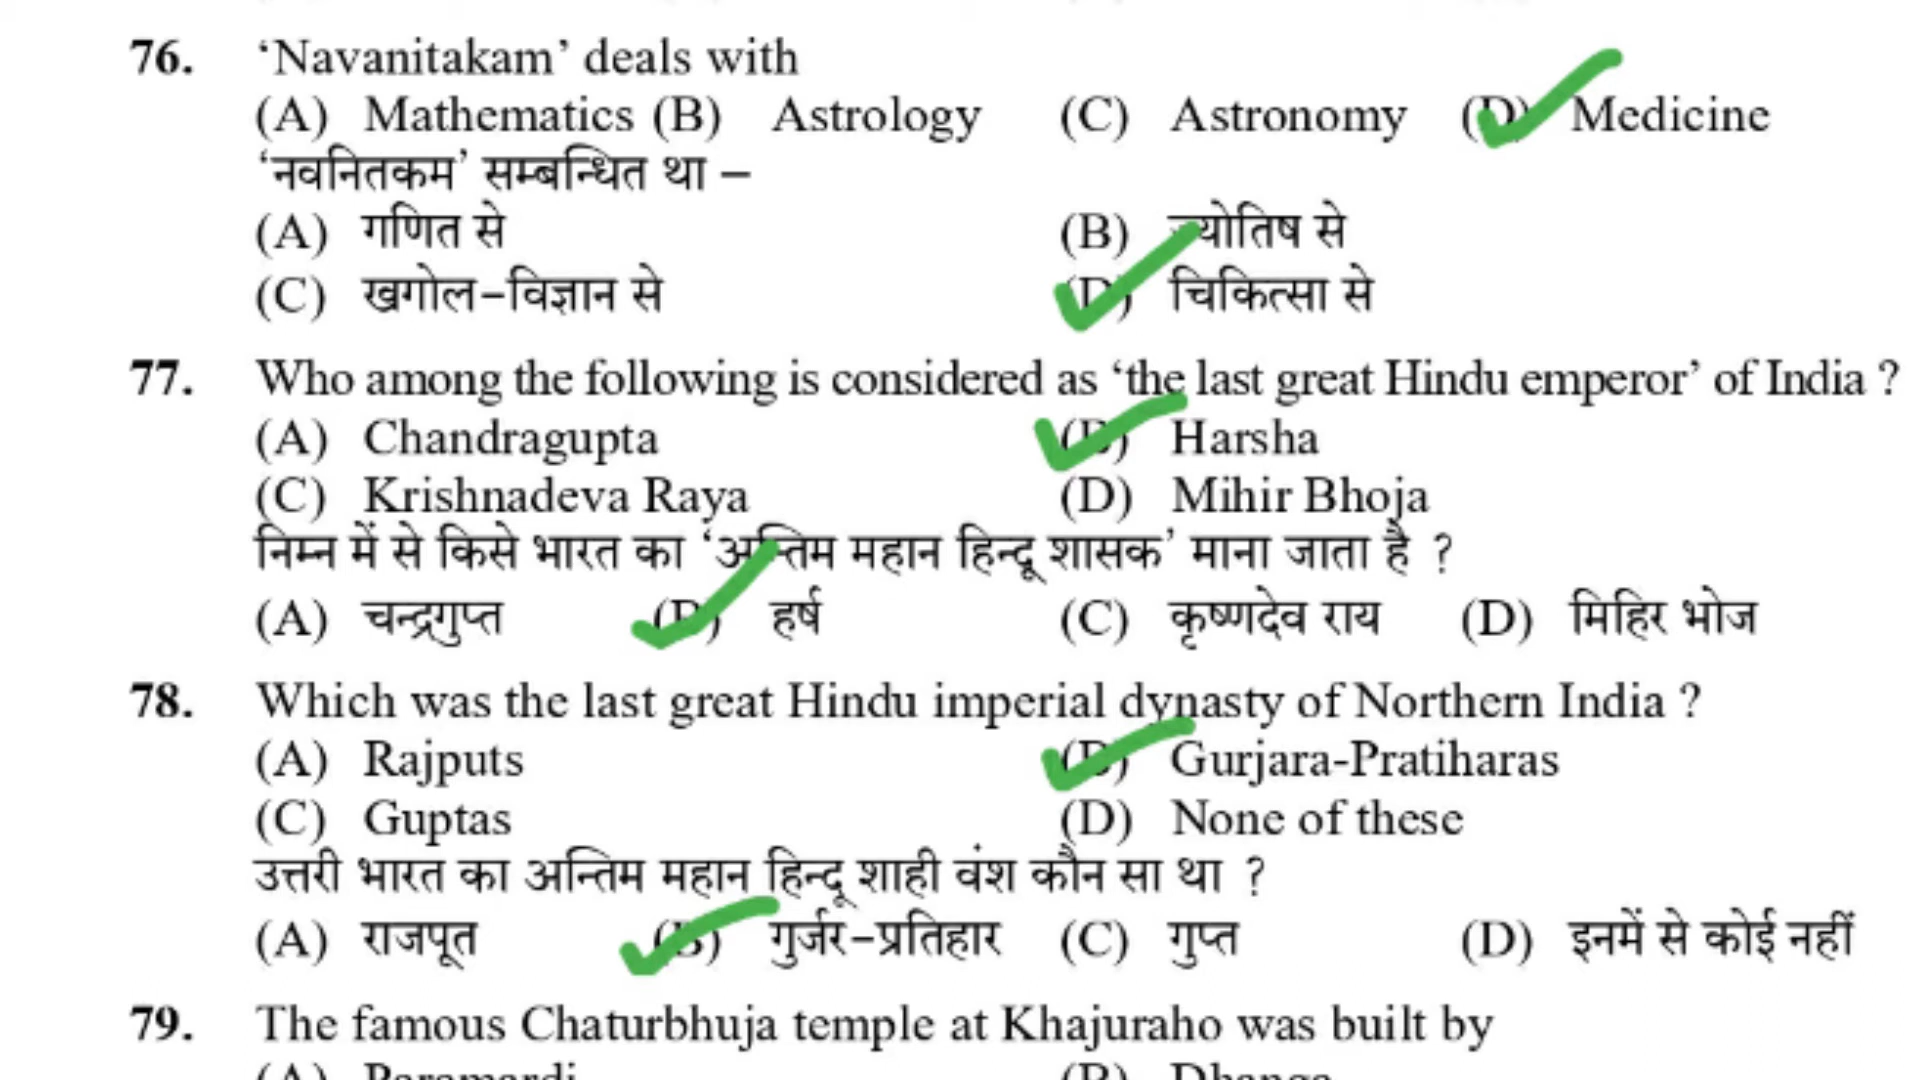 76. ‘Navanitakam’ deals with
(A) Mathematics (B) Astrology (C) Astronomy (D) Medicine
‘नवनितकम’ सम्बन्धित था –
(A) गणित से (B) ज्योतिष से
(C) खगोल-विज्ञान से (D) चिकित्सा से
77. Who among the following is considered as ‘the last great Hindu emperor’ of India ?
(A) Chandragupta (B) Harsha
(C) Krishnadeva Raya (D) Mihir Bhoja
निम्न में से किसे भारत का ‘अन्तिम महान हिन्दू शासक’ माना जाता है ?
(A) चन्द्रगुप्त (B) हर्ष (C) कृष्णदेव राय (D) मिहिर भोज
78. Which was the last great Hindu imperial dynasty of Northern India ?
(A) Rajputs (B) Gurjara-Pratiharas
(C) Guptas (D) None of these
उत्तरी भारत का अन्तिम महान हिन्दू शाही वंश कौन सा था ?
(A) राजपूत (B) गुर्जर-प्रतिहार (C) गुप्त (D) इनमें से कोई नहीं
79. The famous Chaturbhuja temple at Khajuraho was built by
(A) Paramardi (B) Dhanga